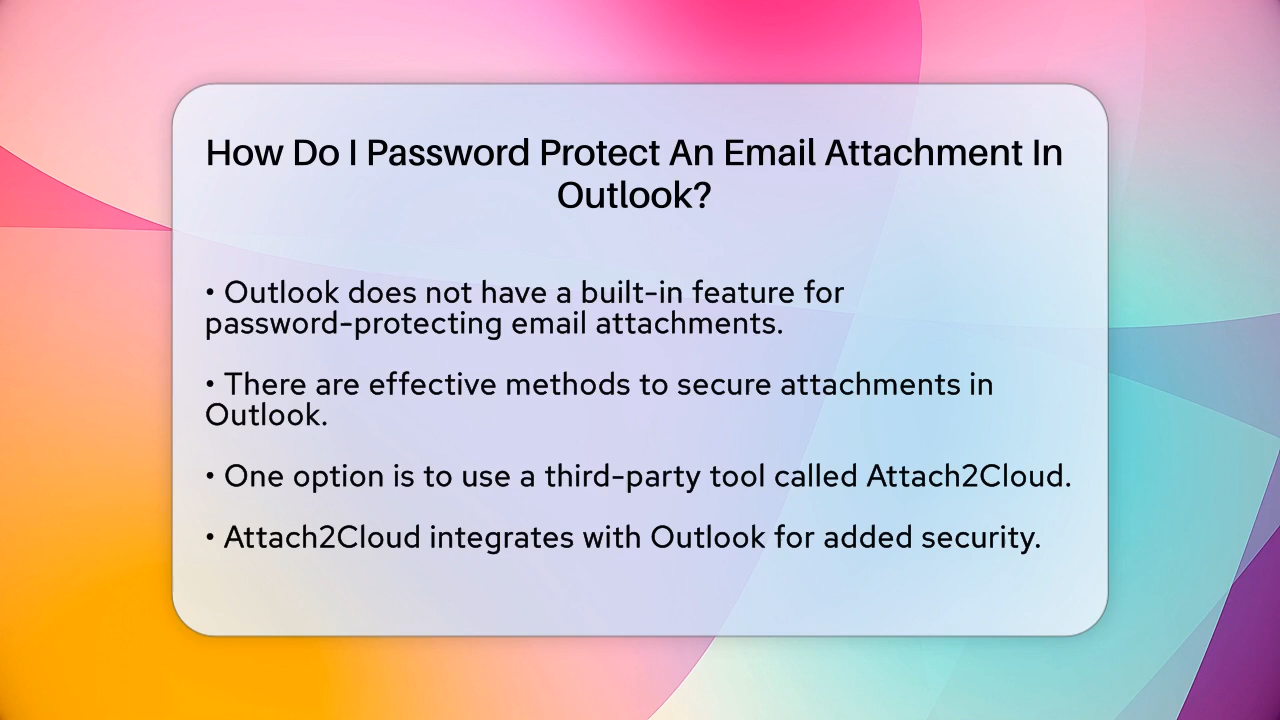 How Do I Password Protect An Email Attachment In
Outlook?
• Outlook does not have a built-in feature for
password-protecting email attachments.
• There are effective methods to secure attachments in
Outlook.
• One option is to use a third-party tool called Attach2Cloud.
• Attach2Cloud integrates with Outlook for added security.